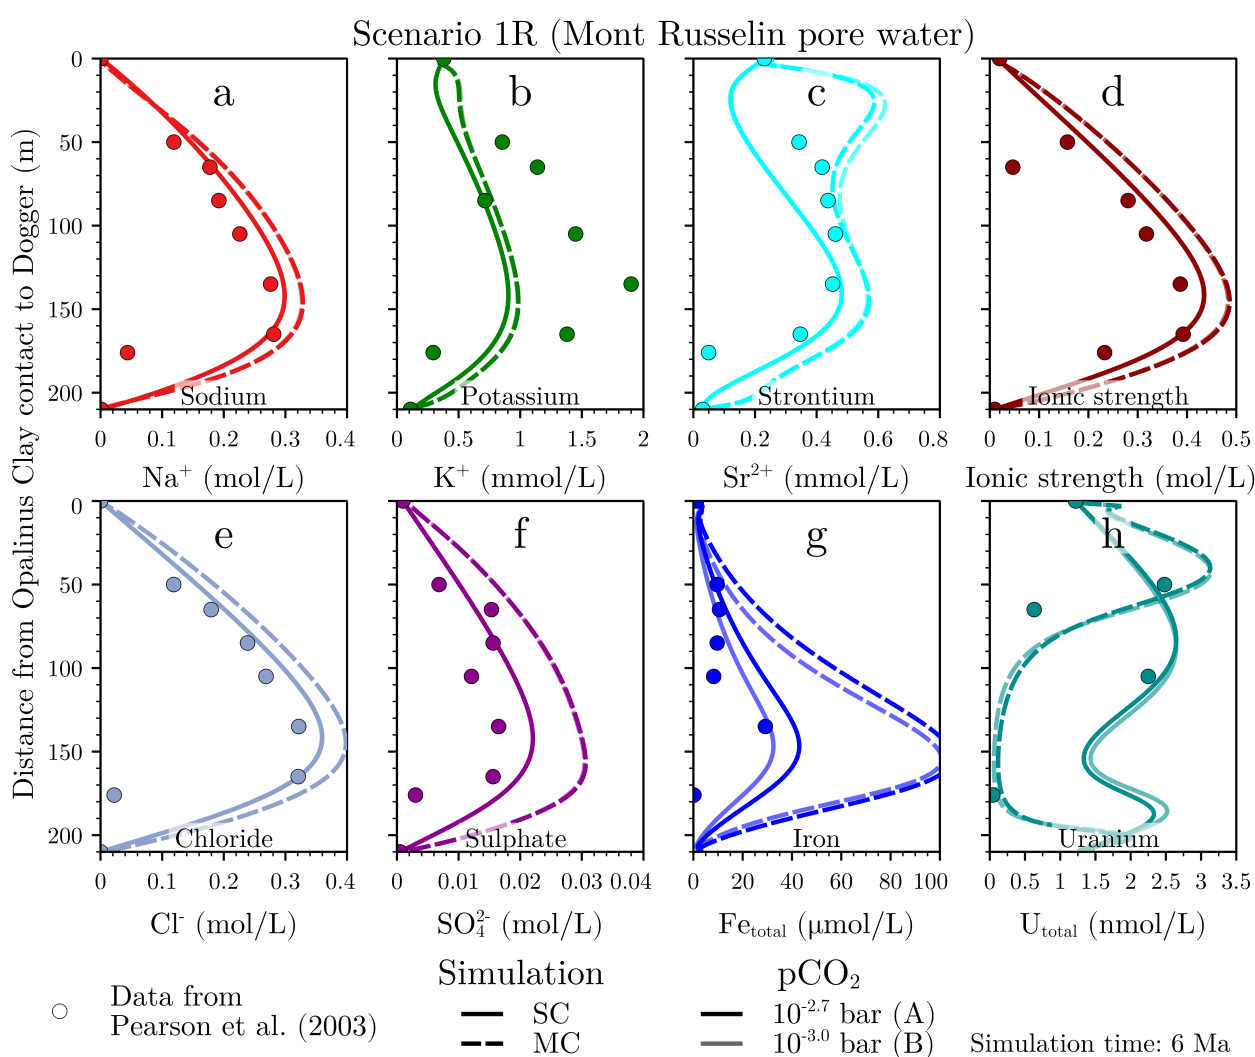 Scenario 1R (Mont Russelin pore water)
Distance from Opalinus Clay contact to Dogger (m)
a
b
c
d
0
50
100
150
200
Sodium
Potassium
Strontium
Ionic strength
0 0.1 0.2 0.3 0.4
0 0.5 1 1.5 2
0 0.2 0.4 0.6 0.8
0 0.1 0.2 0.3 0.4 0.5
Na⁺ (mol/L)
K⁺ (mmol/L)
Sr²⁺ (mmol/L)
Ionic strength (mol/L)
e
f
g
h
0
50
100
150
200
Chloride
Sulphate
Iron
Uranium
0 0.1 0.2 0.3 0.4
0 0.01 0.02 0.03 0.04
0 20 40 60 80 100
0 0.5 1 1.5 2 2.5 3 3.5
Cl⁻ (mol/L)
SO₄²⁻ (mol/L)
Fe_total (µmol/L)
U_total (nmol/L)
Simulation
pCO₂
Data from
Pearson et al. (2003)
SC
MC
10⁻²·⁷ bar (A)
10⁻³·⁰ bar (B)
Simulation time: 6 Ma